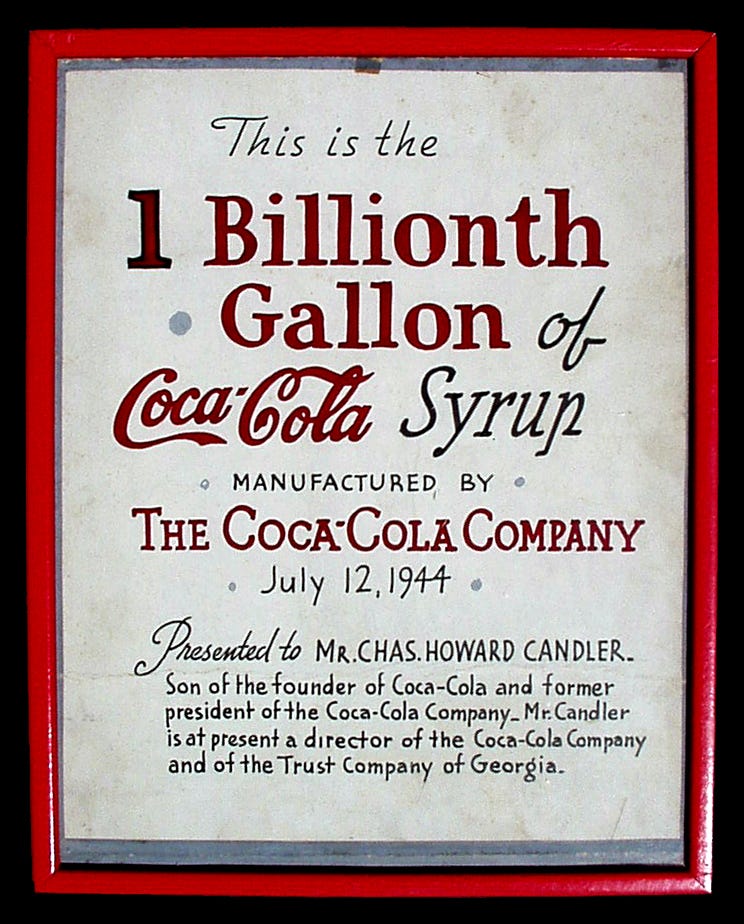 This is the
1 Billionth
Gallon of
Coca-Cola Syrup
MANUFACTURED BY
THE COCA-COLA COMPANY
July 12, 1944
Presented to MR. CHAS. HOWARD CANDLER.
Son of the founder of Coca-Cola and former
president of the Coca-Cola Company_ Mr. Candler
is at present a director of the Coca-Cola Company
and of the Trust Company of Georgia.